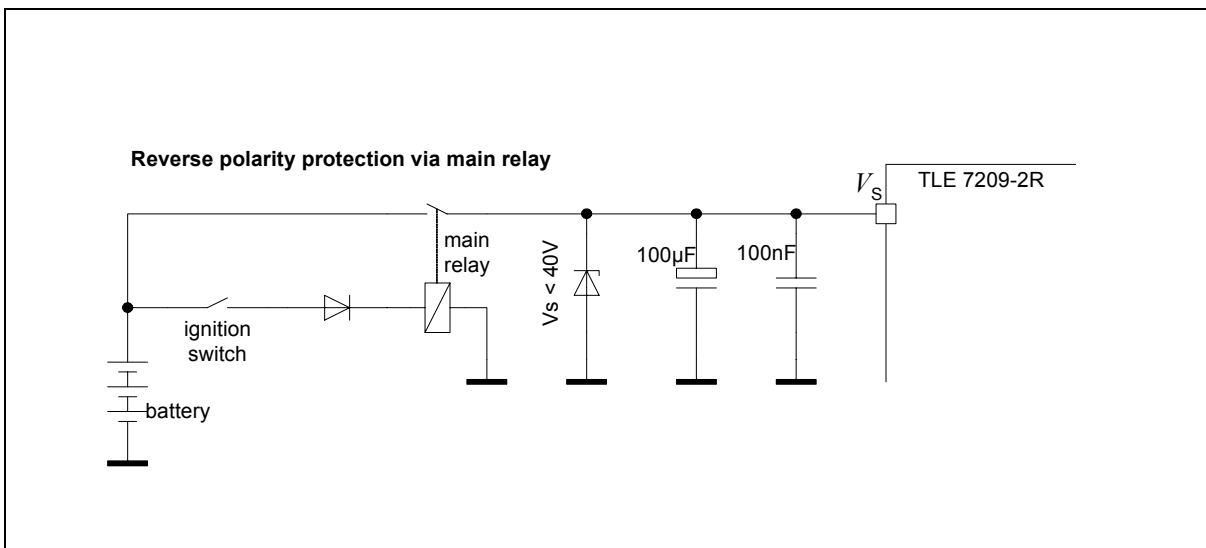 Reverse polarity protection via main relay
V_S
TLE 7209-2R
main
relay
Vs < 40V
100µF
100nF
ignition
switch
battery